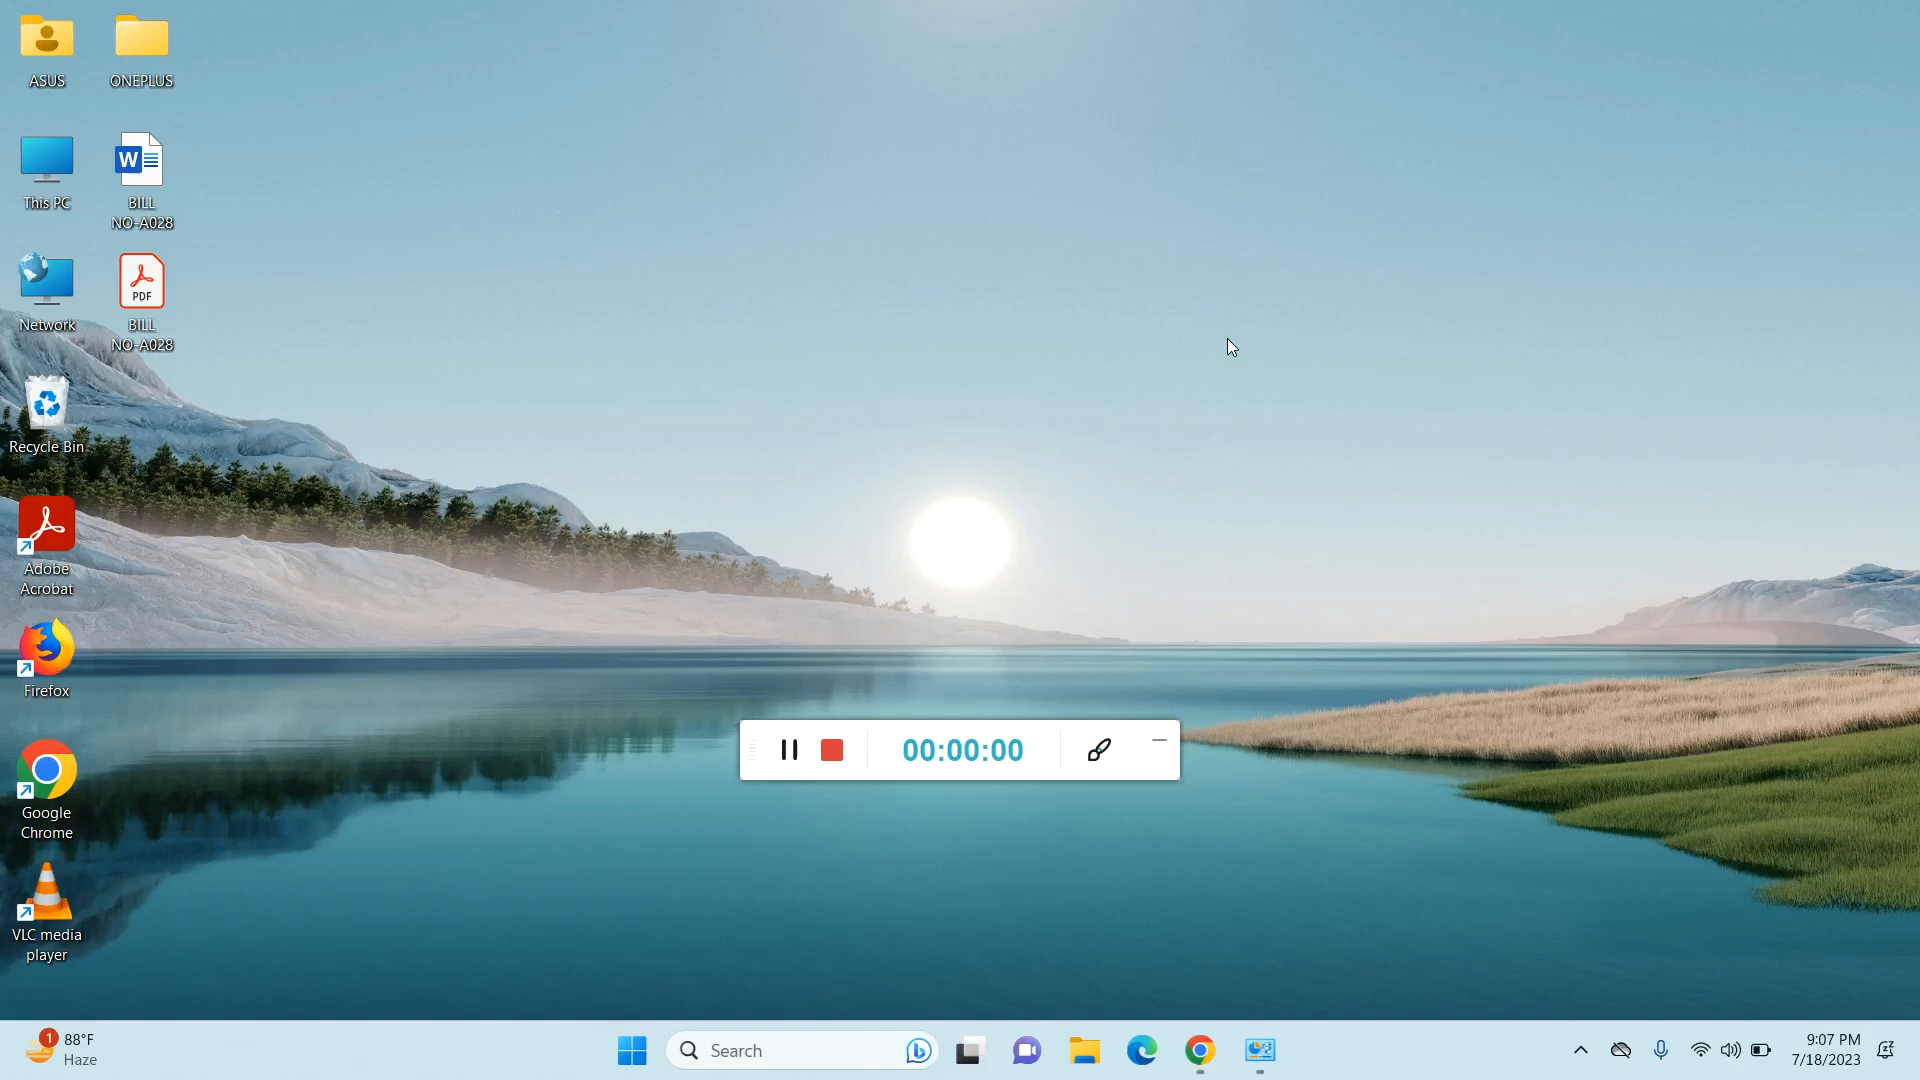 ASUS
ONEPLUS
This PC
W
BILL
NO-A028
Network
PDF
BILL
NO-A028
Recycle Bin
Adobe
Acrobat
Firefox
Google
Chrome
VLC media
player
00:00:00
1
88°F
Haze
Search
b
9:07 PM
7/18/2023